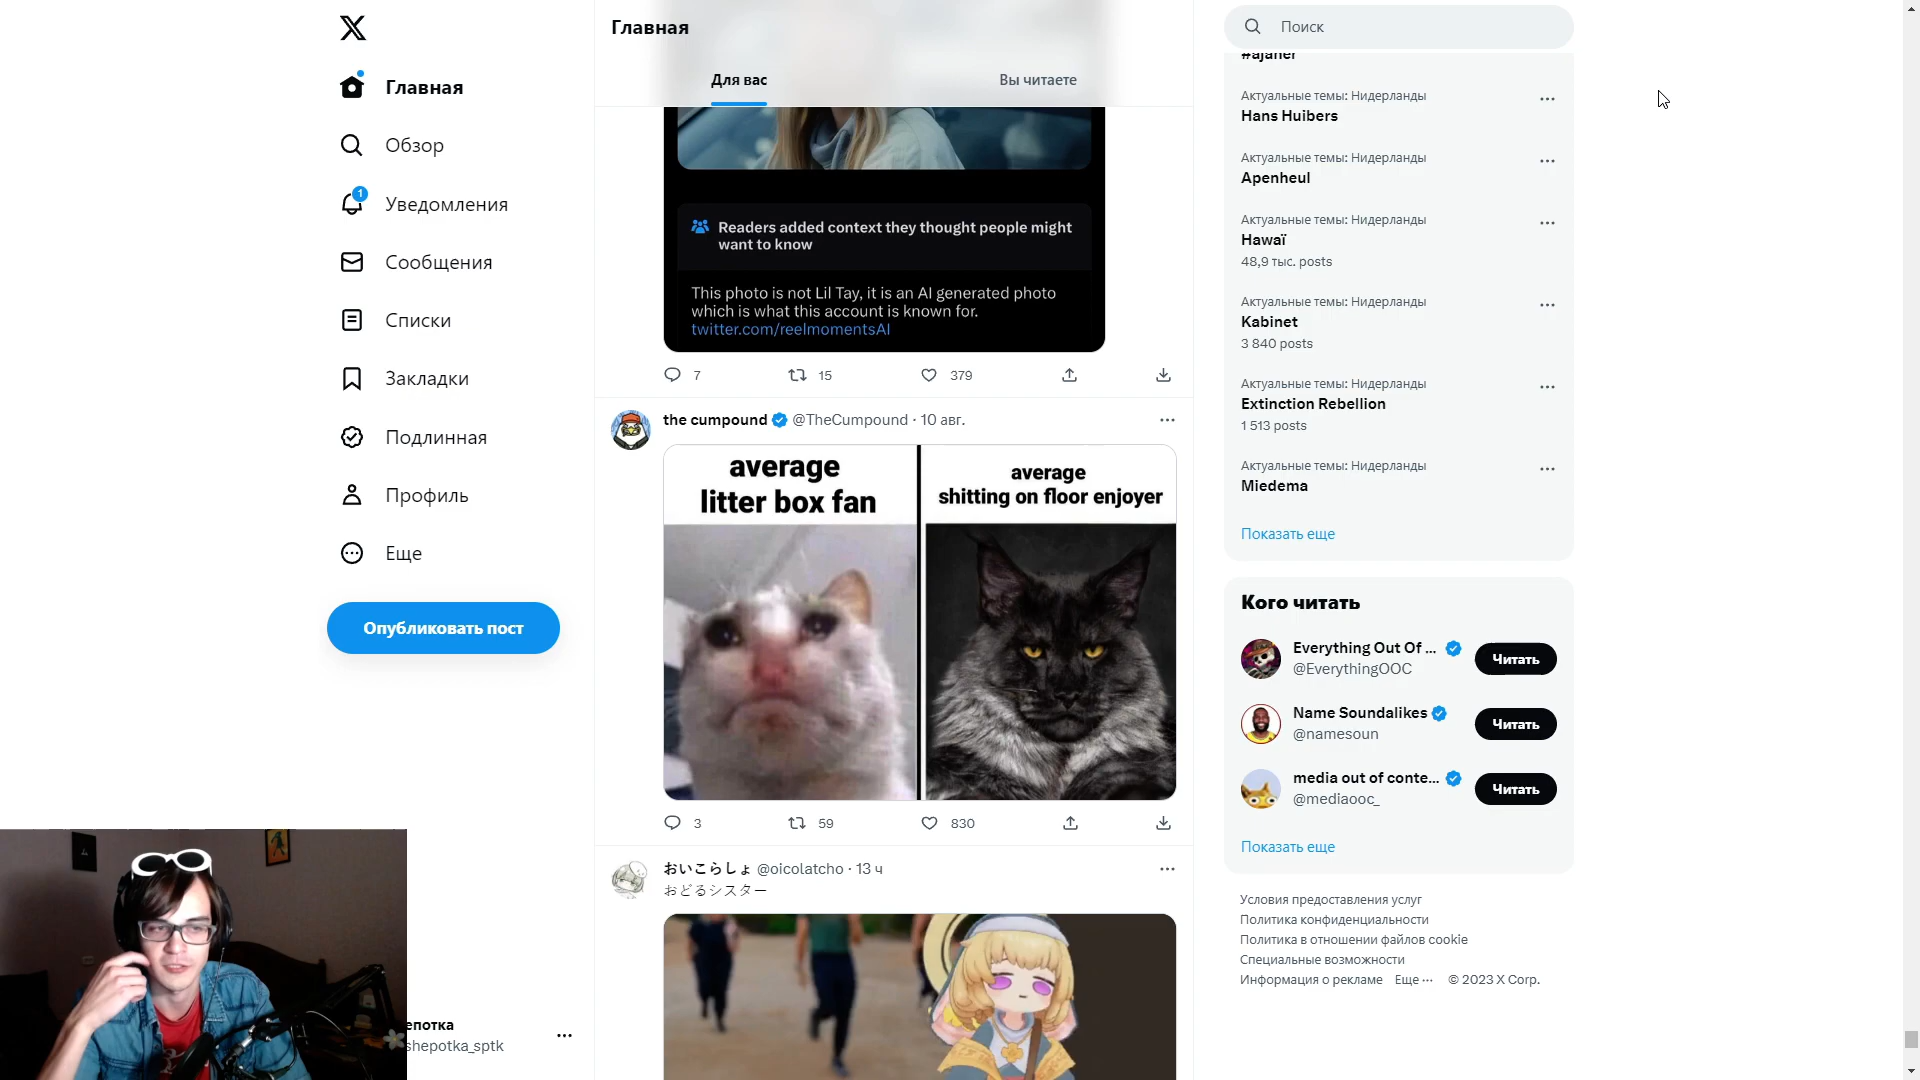 Главная
Обзор
1
Уведомления
Сообщения
Списки
Закладки
Подлинная
Профиль
Еще
Опубликовать пост
епотка
shepotka_sptk
Главная
Для вас
Вы читаете
Readers added context they thought people might
want to know
This photo is not Lil Tay, it is an AI generated photo
which is what this account is known for.
twitter.com/reelmomentsAI
7 15 379
the cumpound @TheCumpound · 10 авг.
average
litter box fan
average
shitting on floor enjoyer
3 59 830
おいこらしょ @oicolatcho · 13 ч
おどるシスター
Поиск
#ajaher
Актуальные темы: Нидерланды
Hans Huibers
Актуальные темы: Нидерланды
Apenheul
Актуальные темы: Нидерланды
Hawaï
48,9 тыс. posts
Актуальные темы: Нидерланды
Kabinet
3 840 posts
Актуальные темы: Нидерланды
Extinction Rebellion
1 513 posts
Актуальные темы: Нидерланды
Miedema
Показать еще
Кого читать
Everything Out Of ...
@EverythingOOC
Читать
Name Soundalikes
@namesoun
Читать
media out of conte...
@mediaooc_
Читать
Показать еще
Условия предоставления услуг
Политика конфиденциальности
Политика в отношении файлов cookie
Специальные возможности
Информация о рекламе Еще ··· © 2023 X Corp.